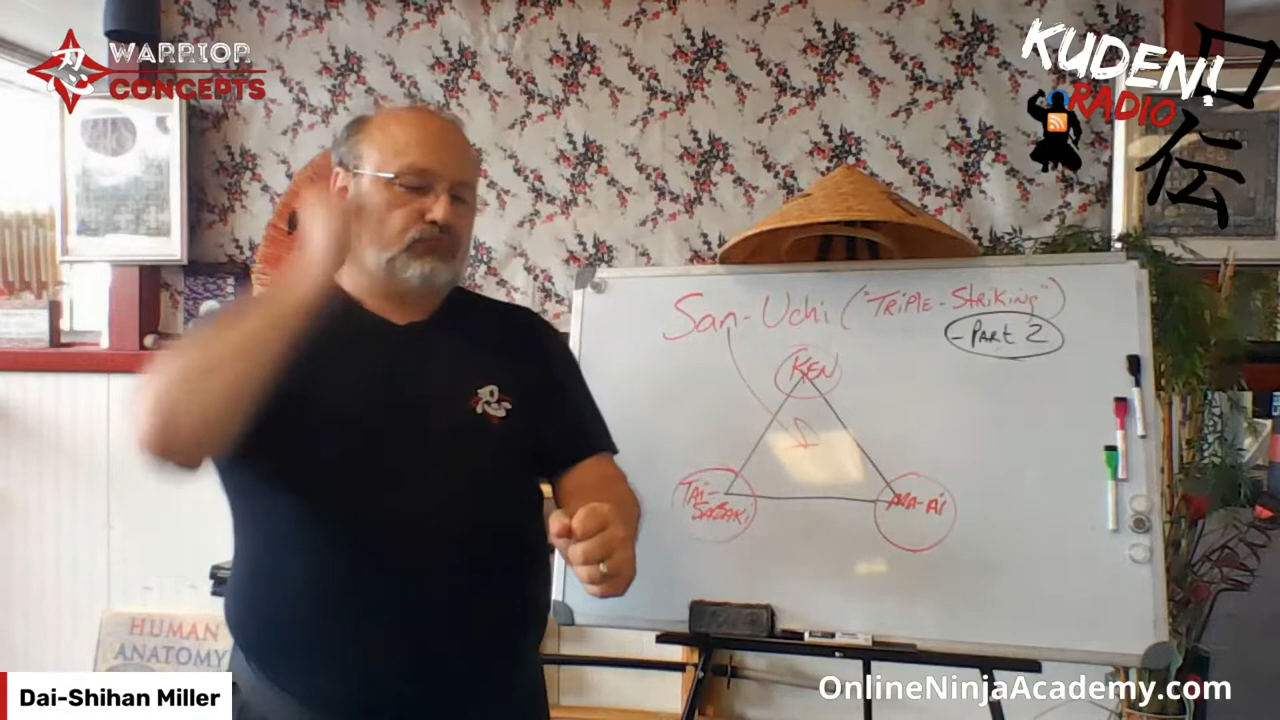 WARRIOR
CONCEPTS
KUDEN!
RADIO
口
伝
San-Uchi ("TRIPLE-STRIKING")
-PART 2
KEN
TAI-
SABAKI
MA-AI
HUMAN
ANATOMY
Dai-Shihan Miller
OnlineNinjaAcademy.com